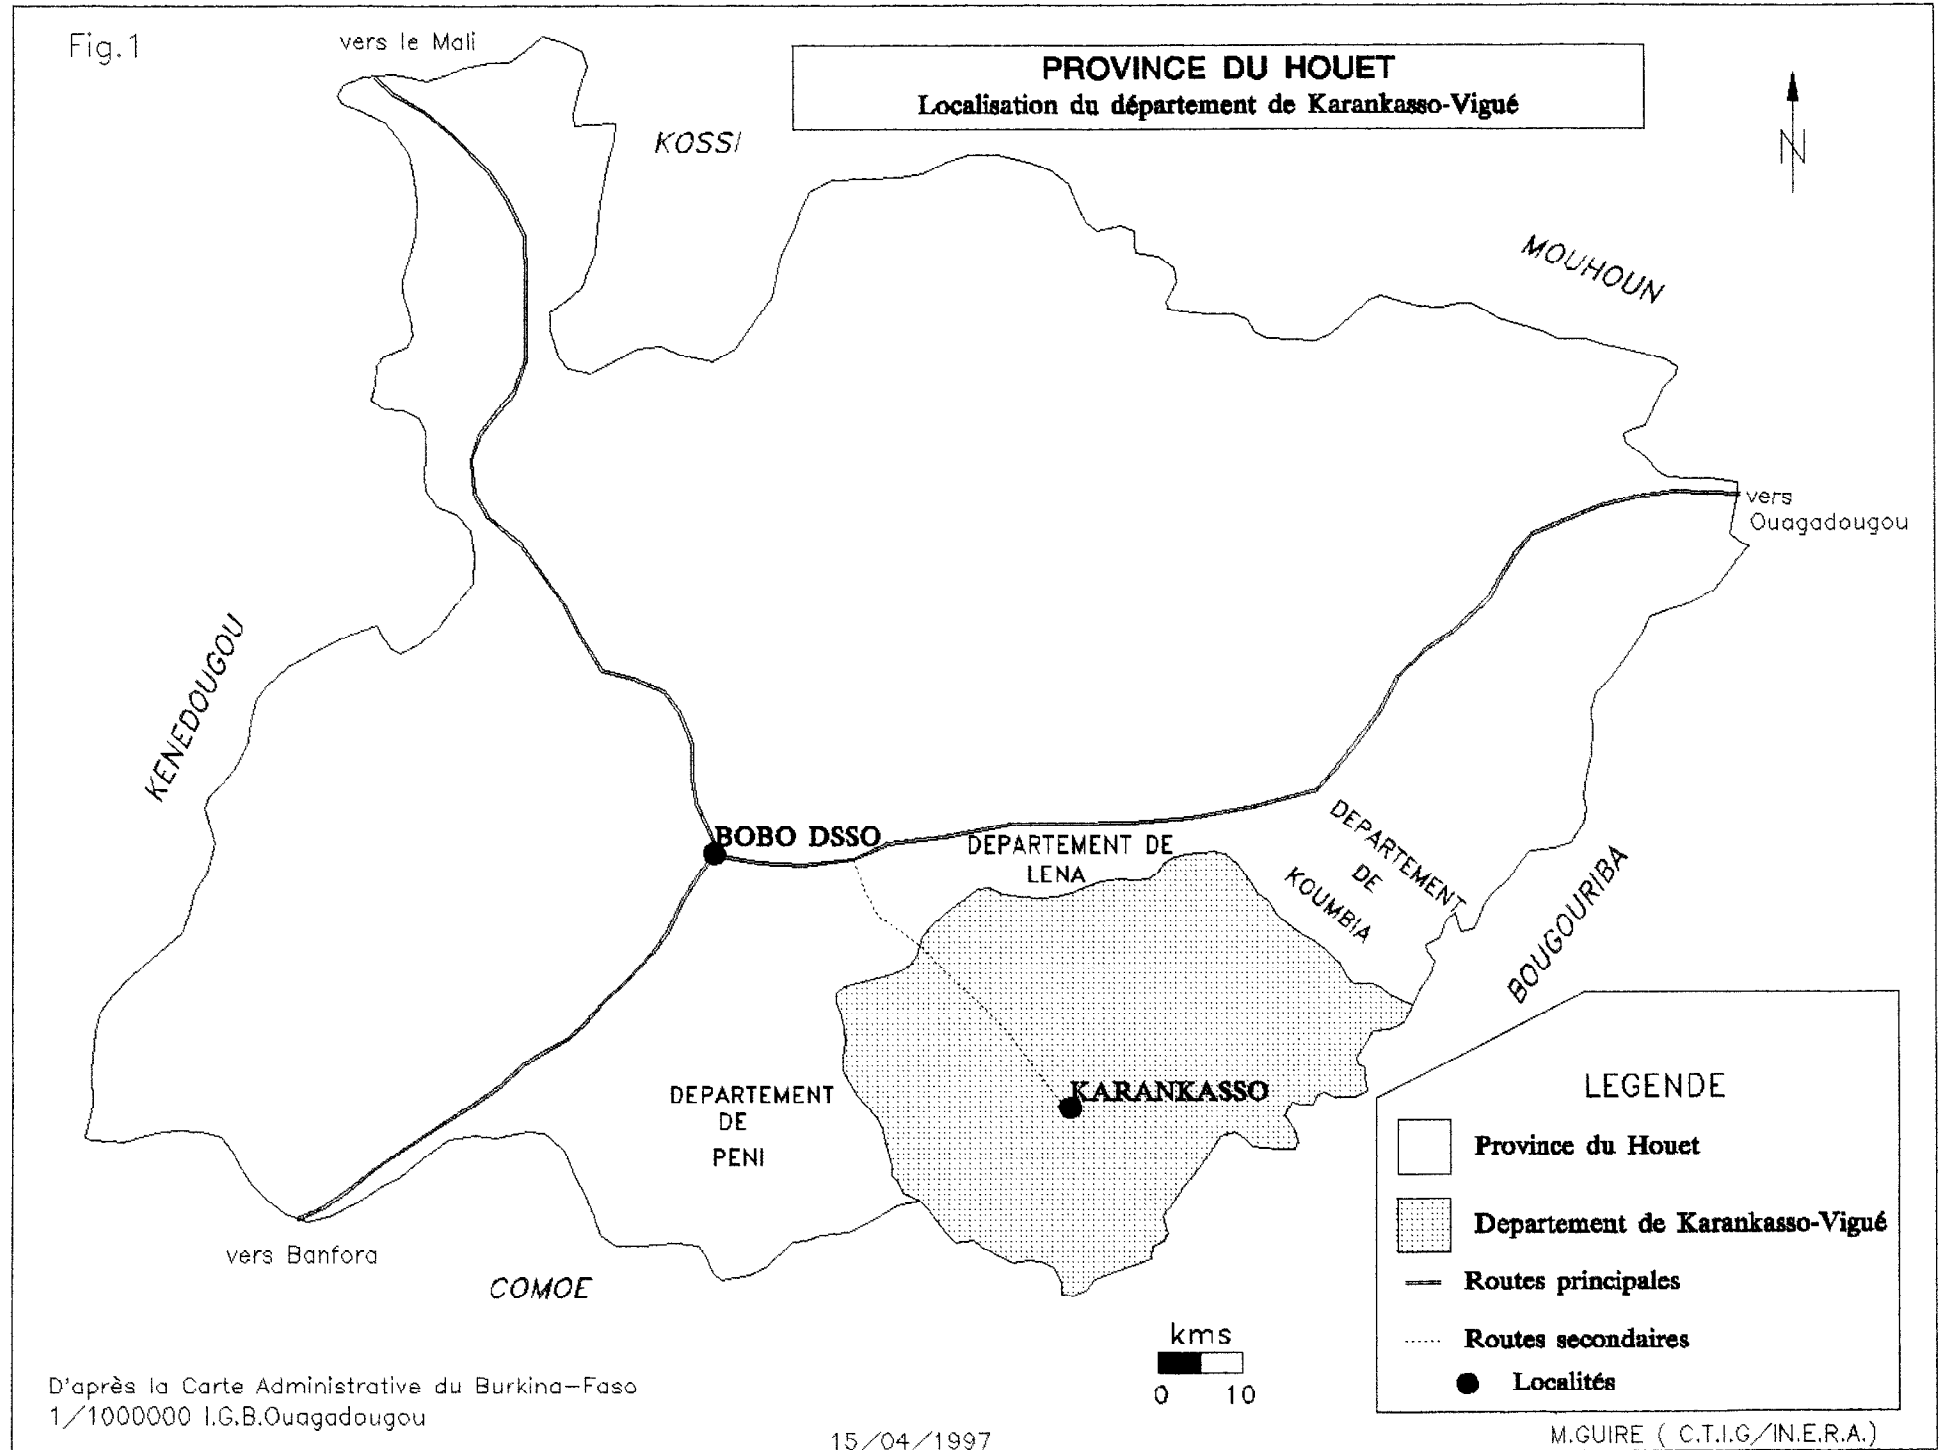 Fig.1
vers le Mali
PROVINCE DU HOUET
Localisation du département de Karankasso-Vigué
N
KOSSI
MOUHOUN
vers
Ouagadougou
KENEDOUGOU
BOBO DSSO
DEPARTEMENT DE
LENA
DEPARTEMENT
DE
KOUMBIA
BOUGOURIBA
KARANKASSO
DEPARTEMENT
DE
PENI
vers Banfora
COMOE
LEGENDE
Province du Houet
Departement de Karankasso-Vigué
Routes principales
Routes secondaires
Localités
kms
0 10
D'après la Carte Administrative du Burkina-Faso
1/1000000 I.G.B.Ouagadougou
15/04/1997
M.GUIRE ( C.T.I.G/IN.E.R.A.)